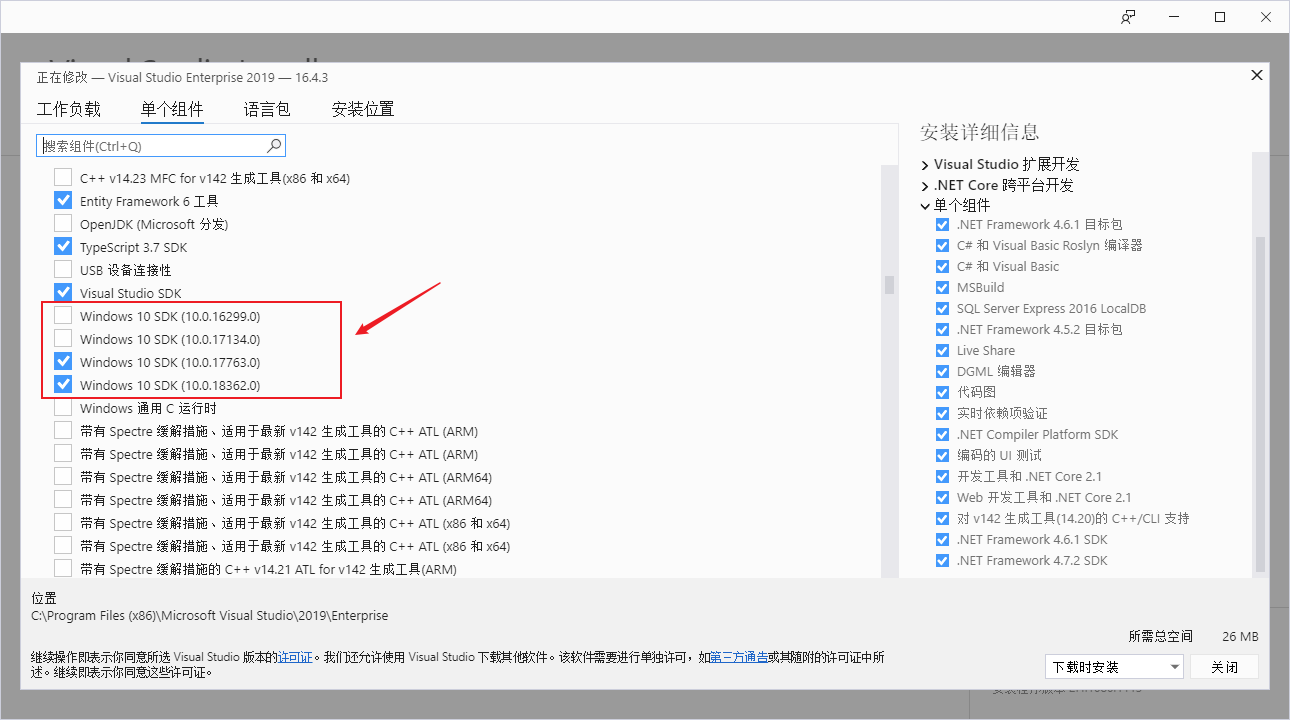 正在修改 — Visual Studio Enterprise 2019 — 16.4.3
工作负载 单个组件 语言包 安装位置
搜索组件(Ctrl+Q)
C++ v14.23 MFC for v142 生成工具(x86 和 x64)
Entity Framework 6 工具
OpenJDK (Microsoft 分发)
TypeScript 3.7 SDK
USB 设备连接性
Visual Studio SDK
Windows 10 SDK (10.0.16299.0)
Windows 10 SDK (10.0.17134.0)
Windows 10 SDK (10.0.17763.0)
Windows 10 SDK (10.0.18362.0)
Windows 通用 C 运行时
带有 Spectre 缓解措施、适用于最新 v142 生成工具的 C++ ATL (ARM)
带有 Spectre 缓解措施、适用于最新 v142 生成工具的 C++ ATL (ARM)
带有 Spectre 缓解措施、适用于最新 v142 生成工具的 C++ ATL (ARM64)
带有 Spectre 缓解措施、适用于最新 v142 生成工具的 C++ ATL (ARM64)
带有 Spectre 缓解措施、适用于最新 v142 生成工具的 C++ ATL (x86 和 x64)
带有 Spectre 缓解措施、适用于最新 v142 生成工具的 C++ ATL (x86 和 x64)
带有 Spectre 缓解措施的 C++ v14.21 ATL for v142 生成工具(ARM)
安装详细信息
Visual Studio 扩展开发
.NET Core 跨平台开发
单个组件
.NET Framework 4.6.1 目标包
C# 和 Visual Basic Roslyn 编译器
C# 和 Visual Basic
MSBuild
SQL Server Express 2016 LocalDB
.NET Framework 4.5.2 目标包
Live Share
DGML 编辑器
代码图
实时依赖项验证
.NET Compiler Platform SDK
编码的 UI 测试
开发工具和 .NET Core 2.1
Web 开发工具和 .NET Core 2.1
对 v142 生成工具(14.20)的 C++/CLI 支持
.NET Framework 4.6.1 SDK
.NET Framework 4.7.2 SDK
位置
C:\Program Files (x86)\Microsoft Visual Studio\2019\Enterprise
所需总空间 26 MB
继续操作即表示你同意所选 Visual Studio 版本的许可证。我们还允许使用 Visual Studio 下载其他软件。该软件需要进行单独许可，如第三方通告或其随附的许可证中所
述。继续即表示你同意这些许可证。
下载时安装 关闭